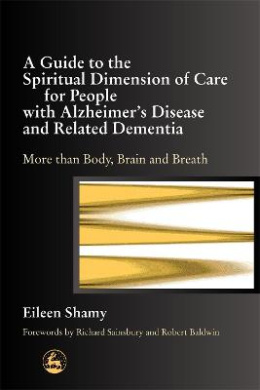 A Guide to the
Spiritual Dimension of Care
for People
with Alzheimer's Disease
and Related Dementia
More than Body, Brain and Breath
Eileen Shamy
Forewords by Richard Sainsbury and Robert Baldwin